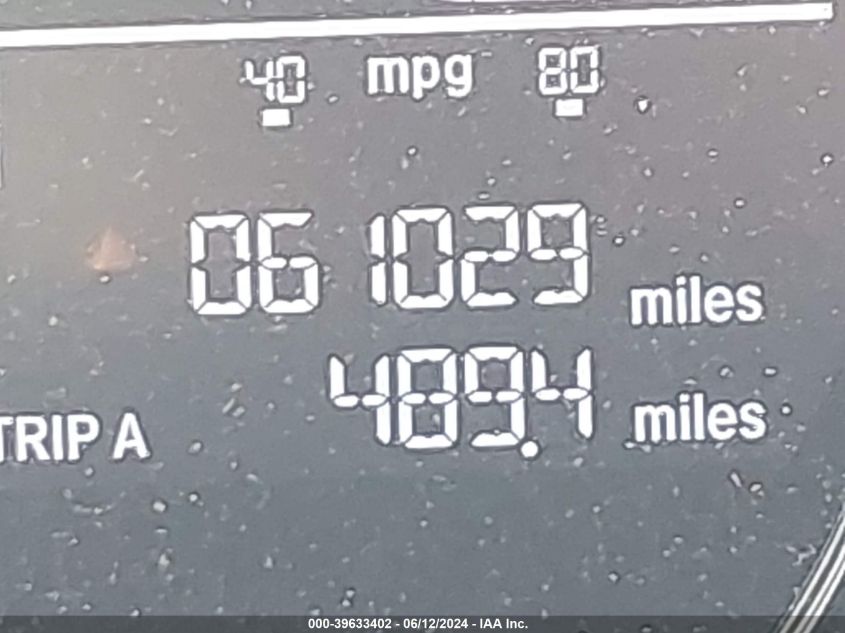 40 mpg 80
061029 miles
TRIP A 489.4 miles
000-39633402 - 06/12/2024 - IAA Inc.